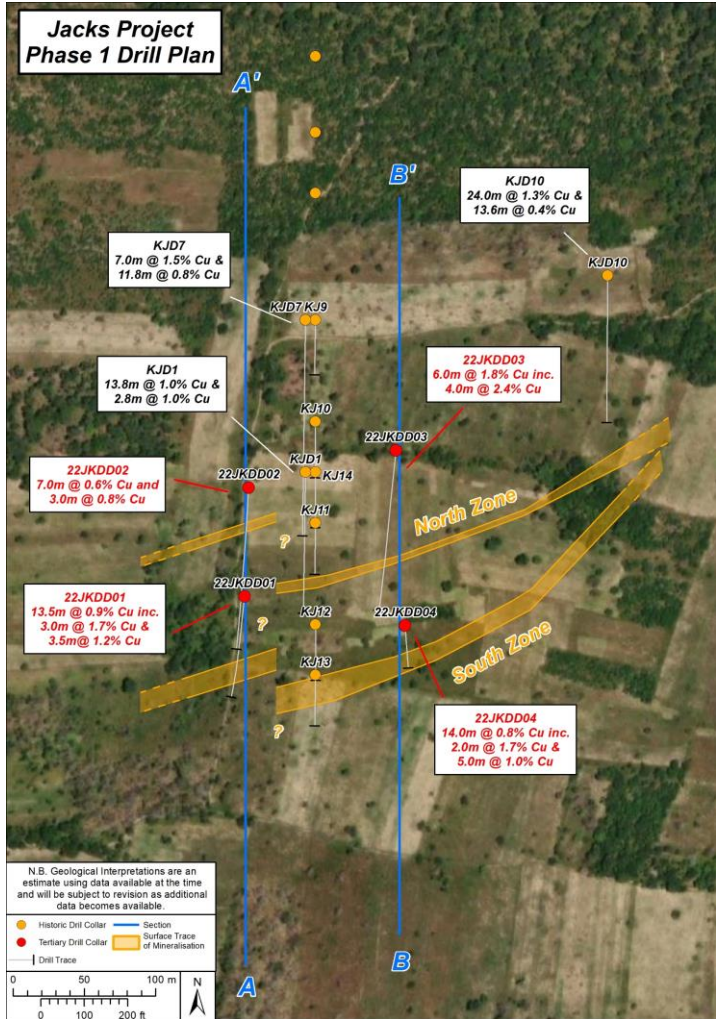 Jacks Project
Phase 1 Drill Plan
A'
B'
KJD10
24.0m @ 1.3% Cu &
13.6m @ 0.4% Cu
KJD7
7.0m @ 1.5% Cu &
11.8m @ 0.8% Cu
KJD10
KJD7 KJ9
KJD1
13.8m @ 1.0% Cu &
2.8m @ 1.0% Cu
22JKDD03
6.0m @ 1.8% Cu inc.
4.0m @ 2.4% Cu
KJ10
22JKDD03
22JKDD02
7.0m @ 0.6% Cu and
3.0m @ 0.8% Cu
22JKDD02
KJD1
KJ14
North Zone
KJ11
?
22JKDD01
13.5m @ 0.9% Cu inc.
3.0m @ 1.7% Cu &
3.5m@ 1.2% Cu
22JKDD01
?
KJ12
22JKDD04
South Zone
KJ13
?
22JKDD04
14.0m @ 0.8% Cu inc.
2.0m @ 1.7% Cu &
5.0m @ 1.0% Cu
N.B. Geological Interpretations are an
estimate using data available at the time
and will be subject to revision as additional
data becomes available.
Historic Dril Collar
Section
Tertiary Drill Collar
Surface Trace
of Mineralisation
Drill Trace
0 50 100 m
0 100 200 ft
N
A
B